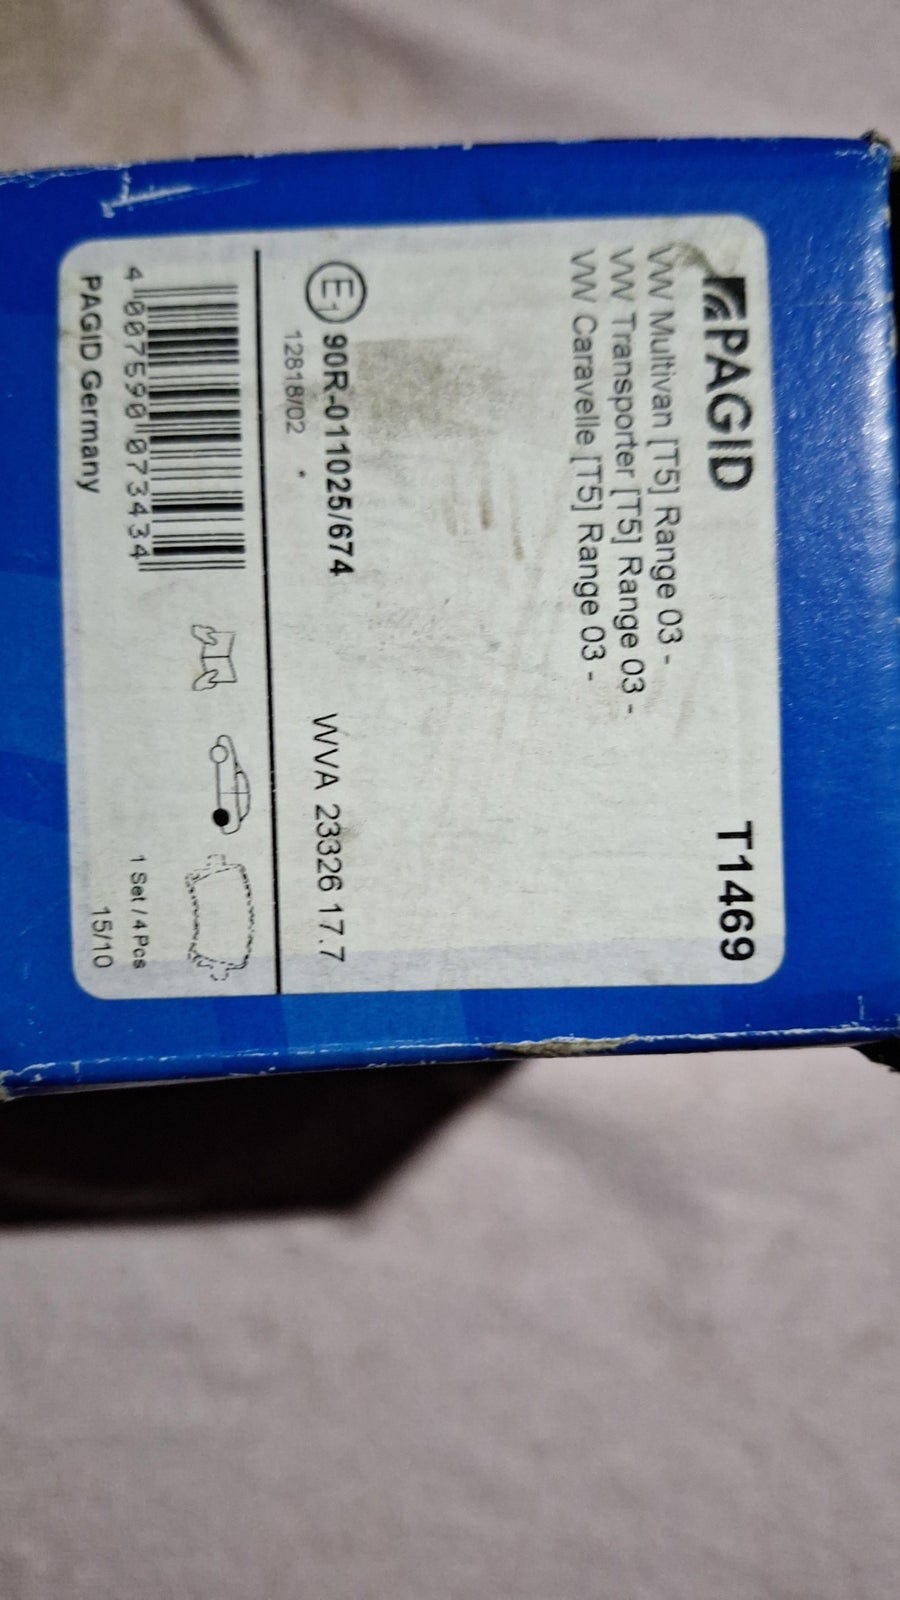 PAGID T1469
VW Multivan [T5] Range 03 -
VW Transporter [T5] Range 03 -
VW Caravelle [T5] Range 03 -
E1 90R-011025/674 WVA 23326 17.7
12818/02
4 007590 073434
1 Set / 4 Pcs
PAGID Germany 15/10